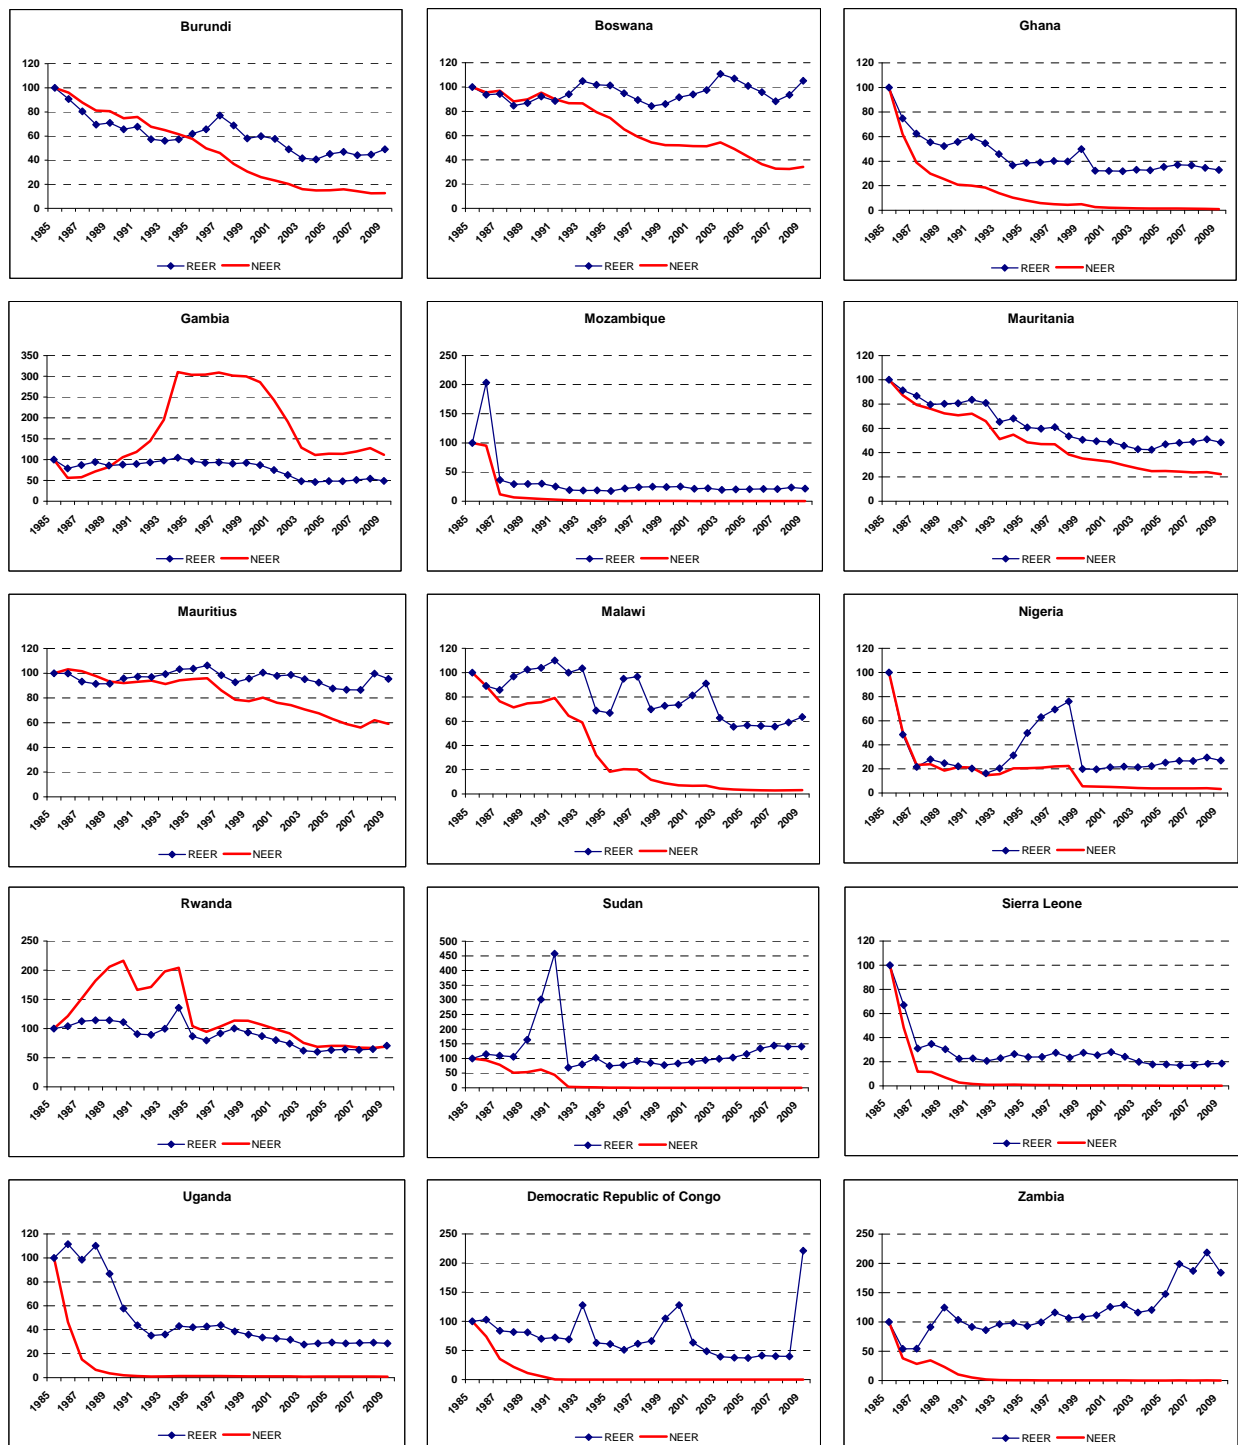 Burundi
120
100
80
60
40
20
0
1985 1987 1989 1991 1993 1995 1997 1999 2001 2003 2005 2007 2009
REER NEER
Boswana
120
100
80
60
40
20
0
1985 1987 1989 1991 1993 1995 1997 1999 2001 2003 2005 2007 2009
REER NEER
Ghana
120
100
80
60
40
20
0
1985 1987 1989 1991 1993 1995 1997 1999 2001 2003 2005 2007 2009
REER NEER
Gambia
350
300
250
200
150
100
50
0
1985 1987 1989 1991 1993 1995 1997 1999 2001 2003 2005 2007 2009
REER NEER
Mozambique
250
200
150
100
50
0
1985 1987 1989 1991 1993 1995 1997 1999 2001 2003 2005 2007 2009
REER NEER
Mauritania
120
100
80
60
40
20
0
1985 1987 1989 1991 1993 1995 1997 1999 2001 2003 2005 2007 2009
REER NEER
Mauritius
120
100
80
60
40
20
0
1985 1987 1989 1991 1993 1995 1997 1999 2001 2003 2005 2007 2009
REER NEER
Malawi
120
100
80
60
40
20
0
1985 1987 1989 1991 1993 1995 1997 1999 2001 2003 2005 2007 2009
REER NEER
Nigeria
120
100
80
60
40
20
0
1985 1987 1989 1991 1993 1995 1997 1999 2001 2003 2005 2007 2009
REER NEER
Rwanda
250
200
150
100
50
0
1985 1987 1989 1991 1993 1995 1997 1999 2001 2003 2005 2007 2009
REER NEER
Sudan
500
450
400
350
300
250
200
150
100
50
0
1985 1987 1989 1991 1993 1995 1997 1999 2001 2003 2005 2007 2009
REER NEER
Sierra Leone
120
100
80
60
40
20
0
1985 1987 1989 1991 1993 1995 1997 1999 2001 2003 2005 2007 2009
REER NEER
Uganda
120
100
80
60
40
20
0
1985 1987 1989 1991 1993 1995 1997 1999 2001 2003 2005 2007 2009
REER NEER
Democratic Republic of Congo
250
200
150
100
50
0
1985 1987 1989 1991 1993 1995 1997 1999 2001 2003 2005 2007 2009
REER NEER
Zambia
250
200
150
100
50
0
1985 1987 1989 1991 1993 1995 1997 1999 2001 2003 2005 2007 2009
REER NEER